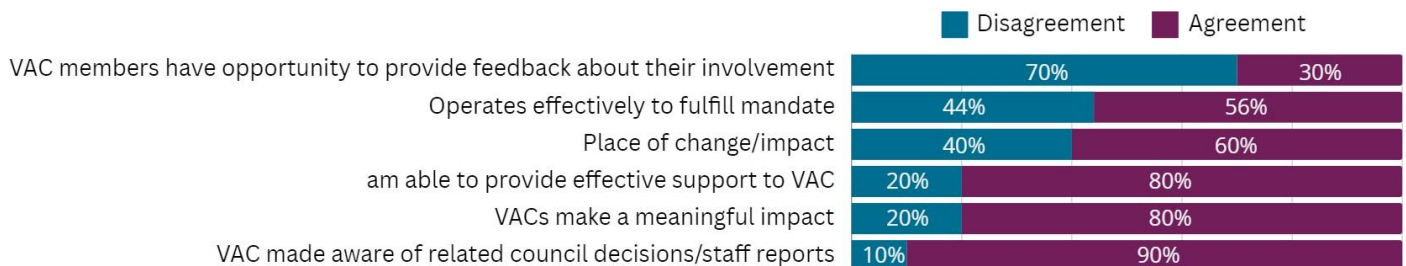 Disagreement Agreement
VAC members have opportunity to provide feedback about their involvement 70% 30%
Operates effectively to fulfill mandate 44% 56%
Place of change/impact 40% 60%
am able to provide effective support to VAC 20% 80%
VACs make a meaningful impact 20% 80%
VAC made aware of related council decisions/staff reports 10% 90%